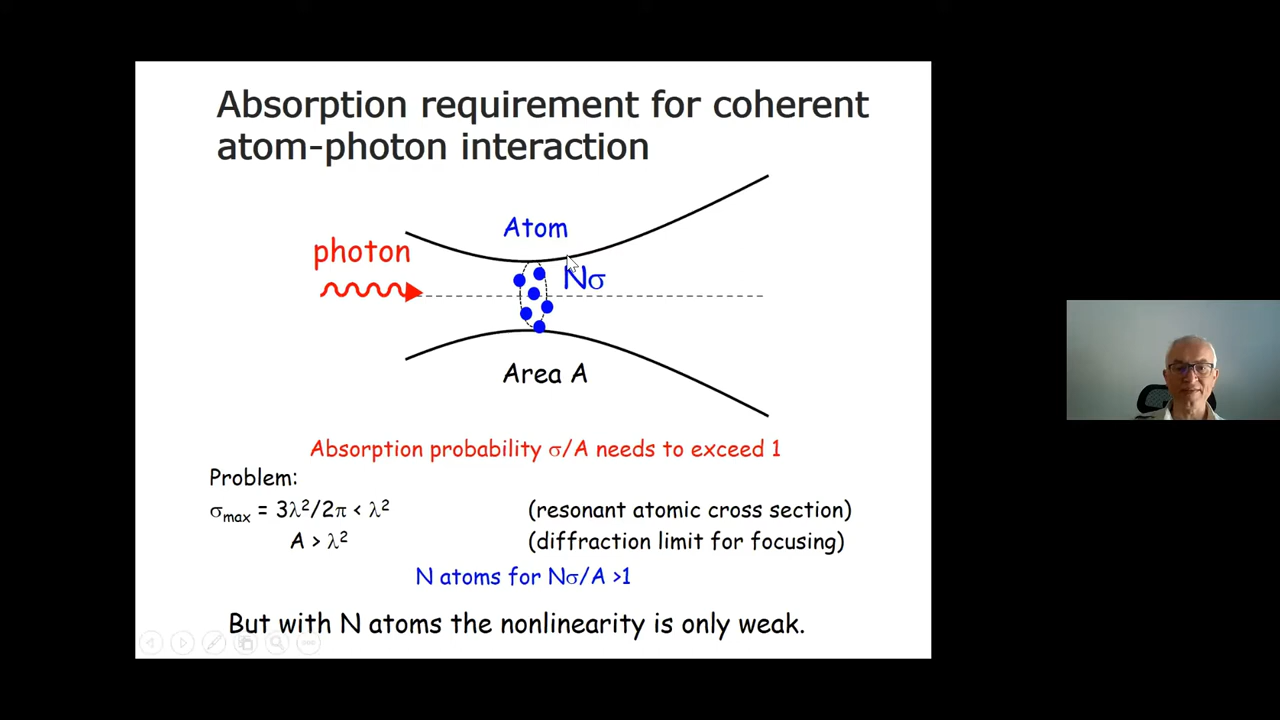 Absorption requirement for coherent
atom-photon interaction
Atom
photon
Nσ
Area A
Absorption probability σ/A needs to exceed 1
Problem:
σmax = 3λ²/2π < λ² (resonant atomic cross section)
A > λ² (diffraction limit for focusing)
N atoms for Nσ/A >1
But with N atoms the nonlinearity is only weak.